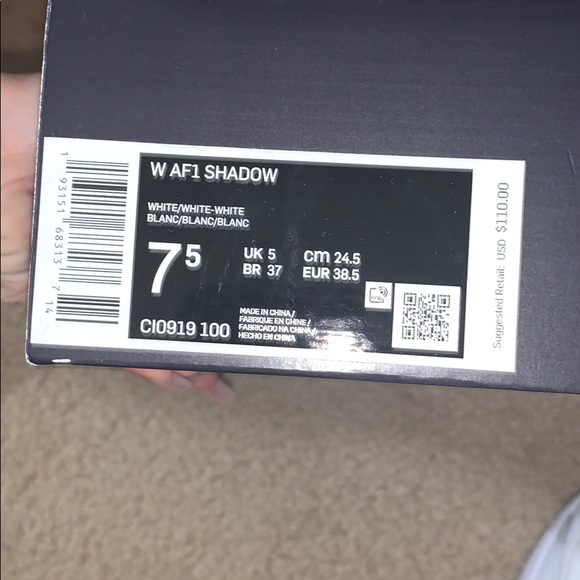 W AF1 SHADOW
WHITE/WHITE-WHITE
BLANC/BLANC/BLANC
7.5
UK 5 cm 24.5
BR 37 EUR 38.5
CI0919 100
MADE IN CHINA /
FABRIQUE EN CHINE /
FABRICADO NA CHINA /
HECHO EN CHINA
1 93151 68313 7 14
Suggested Retail: USD $110.00